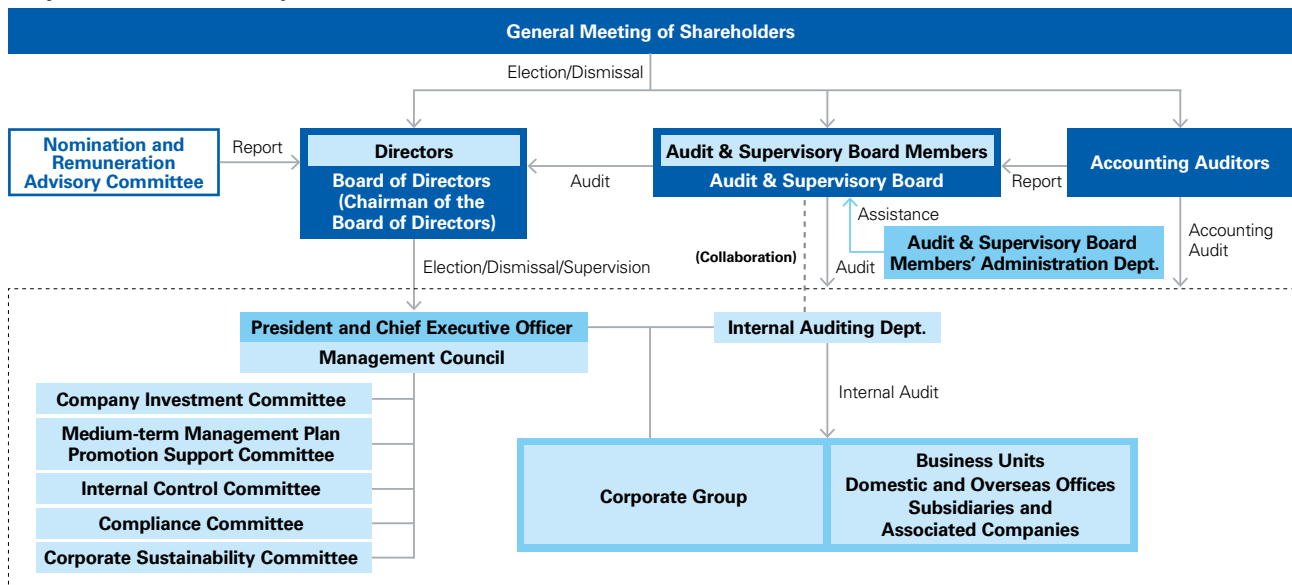 General Meeting of Shareholders
Election/Dismissal
Nomination and
Remuneration
Advisory Committee
Report
Directors
Board of Directors
(Chairman of the
Board of Directors)
Audit
Audit & Supervisory Board Members
Audit & Supervisory Board
Report
Accounting Auditors
Assistance
Audit & Supervisory Board
Members’ Administration Dept.
Accounting
Audit
Election/Dismissal/Supervision
(Collaboration)
Audit
President and Chief Executive Officer
Management Council
Internal Auditing Dept.
Company Investment Committee
Medium-term Management Plan
Promotion Support Committee
Internal Control Committee
Compliance Committee
Corporate Sustainability Committee
Internal Audit
Corporate Group
Business Units
Domestic and Overseas Offices
Subsidiaries and
Associated Companies